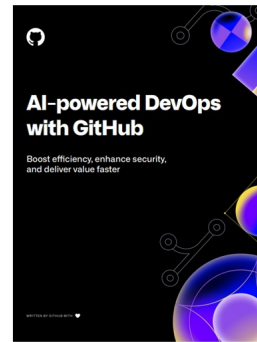 AI-powered DevOps
with GitHub
Boost efficiency, enhance security,
and deliver value faster
WRITTEN BY GITHUB WITH